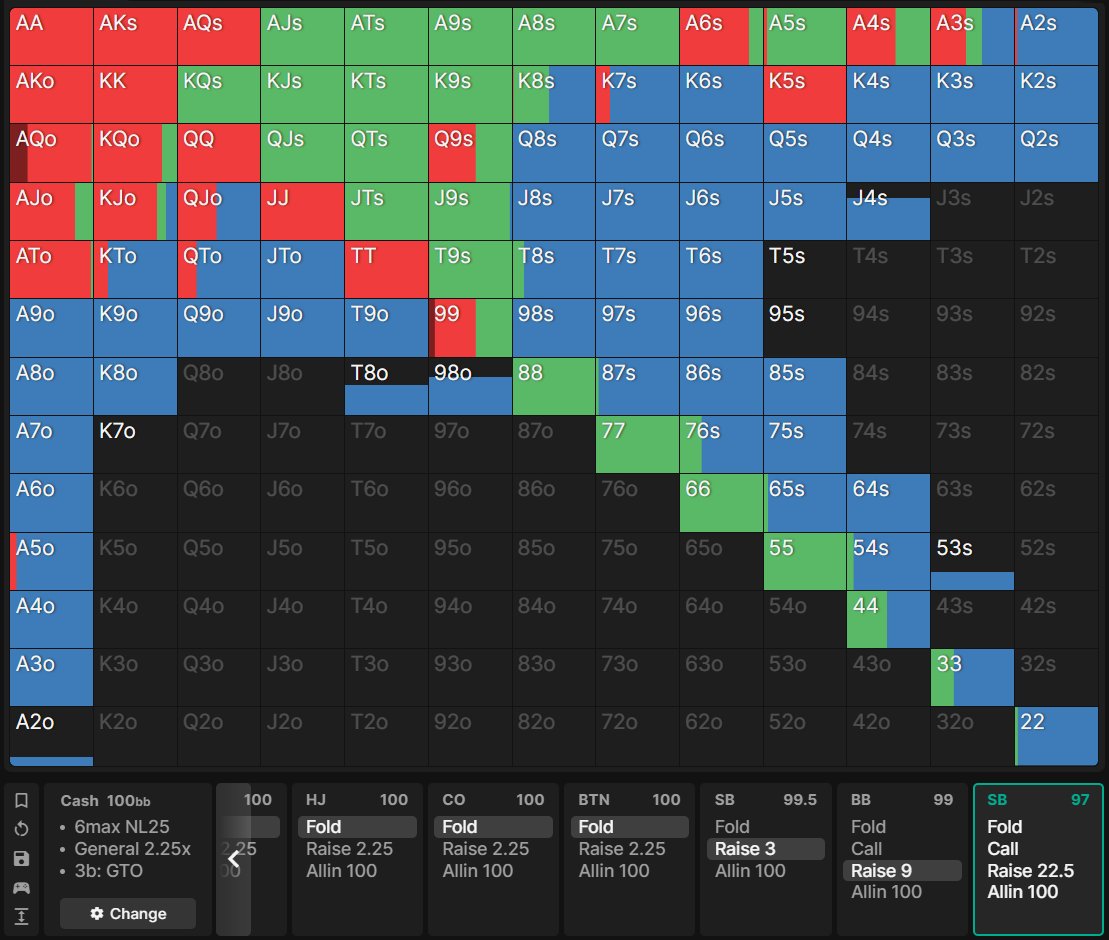 AA AKs AQs AJs ATs A9s A8s A7s A6s A5s A4s A3s A2s
AKo KK KQs KJs KTs K9s K8s K7s K6s K5s K4s K3s K2s
AQo KQo QQ QJs QTs Q9s Q8s Q7s Q6s Q5s Q4s Q3s Q2s
AJo KJo QJo JJ JTs J9s J8s J7s J6s J5s J4s J3s J2s
ATo KTo QTo JTo TT T9s T8s T7s T6s T5s T4s T3s T2s
A9o K9o Q9o J9o T9o 99 98s 97s 96s 95s 94s 93s 92s
A8o K8o Q8o J8o T8o 98o 88 87s 86s 85s 84s 83s 82s
A7o K7o Q7o J7o T7o 97o 87o 77 76s 75s 74s 73s 72s
A6o K6o Q6o J6o T6o 96o 86o 76o 66 65s 64s 63s 62s
A5o K5o Q5o J5o T5o 95o 85o 75o 65o 55 54s 53s 52s
A4o K4o Q4o J4o T4o 94o 84o 74o 64o 54o 44 43s 42s
A3o K3o Q3o J3o T3o 93o 83o 73o 63o 53o 43o 33 32s
A2o K2o Q2o J2o T2o 92o 82o 72o 62o 52o 42o 32o 22
Cash 100bb
• 6max NL25
• General 2.25x
• 3b: GTO
Change
100
2.25
00
HJ 100
Fold
Raise 2.25
Allin 100
CO 100
Fold
Raise 2.25
Allin 100
BTN 100
Fold
Raise 2.25
Allin 100
SB 99.5
Fold
Raise 3
Allin 100
BB 99
Fold
Call
Raise 9
Allin 100
SB 97
Fold
Call
Raise 22.5
Allin 100